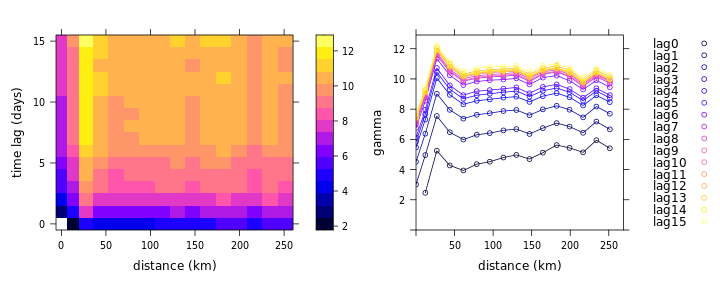 15
10
5
0
time lag (days)
0
50
100
150
200
250
distance (km)
12
10
8
6
4
2
12
10
8
6
4
2
gamma
50
100
150
200
250
distance (km)
lag0
lag1
lag2
lag3
lag4
lag5
lag6
lag7
lag8
lag9
lag10
lag11
lag12
lag13
lag14
lag15